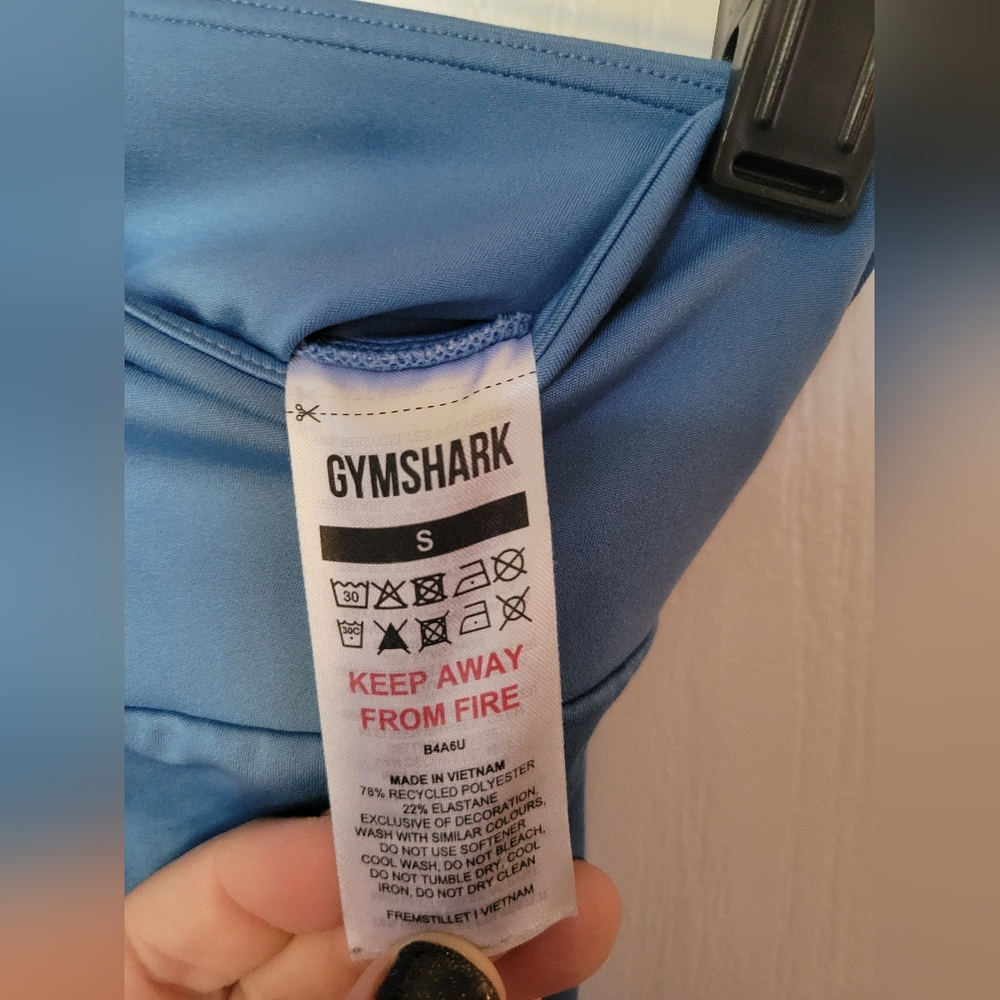 GYMSHARK
S
30
30C
KEEP AWAY
FROM FIRE
B4A6U
MADE IN VIETNAM
78% RECYCLED POLYESTER
22% ELASTANE
EXCLUSIVE OF DECORATION,
WASH WITH SIMILAR COLOURS,
DO NOT USE SOFTENER
COOL WASH, DO NOT BLEACH,
DO NOT TUMBLE DRY, COOL
IRON, DO NOT DRY CLEAN
FREMSTILLET I VIETNAM